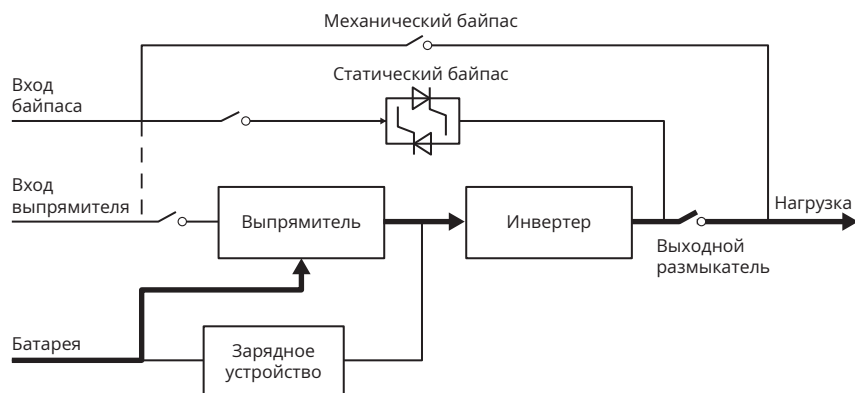 Механический байпас
Статический байпас
Вход
байпаса
Вход
выпрямителя
Выпрямитель
Инвертер
Нагрузка
Выходной
размыкатель
Батарея
Зарядное
устройство